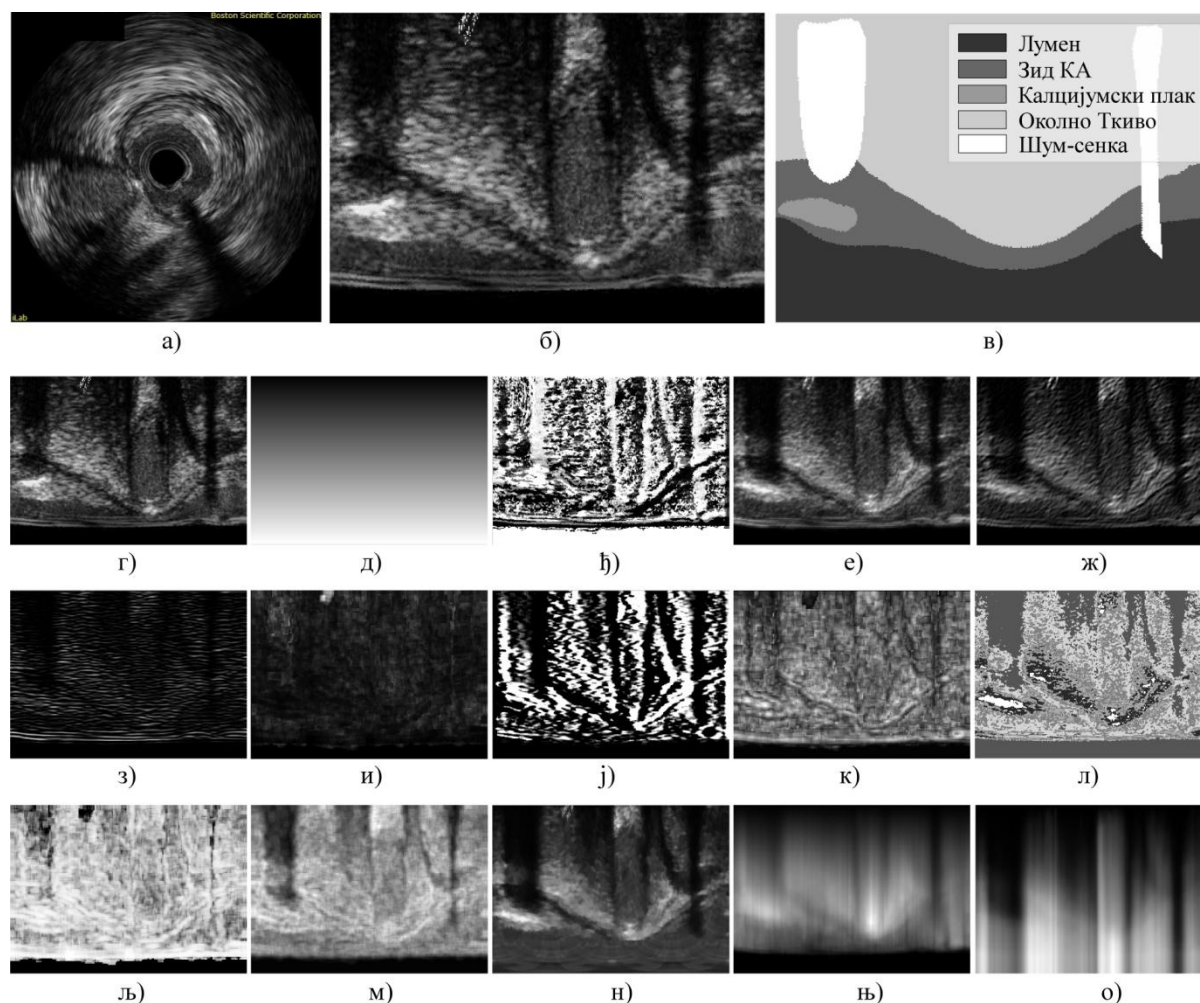 Boston Scientific Corporation
iLab
Лумен
Зид КА
Калцијумски плак
Околно Ткиво
Шум-сенка
а)
б)
в)
г)
д)
ђ)
е)
ж)
з)
и)
ј)
к)
л)
љ)
м)
н)
њ)
о)